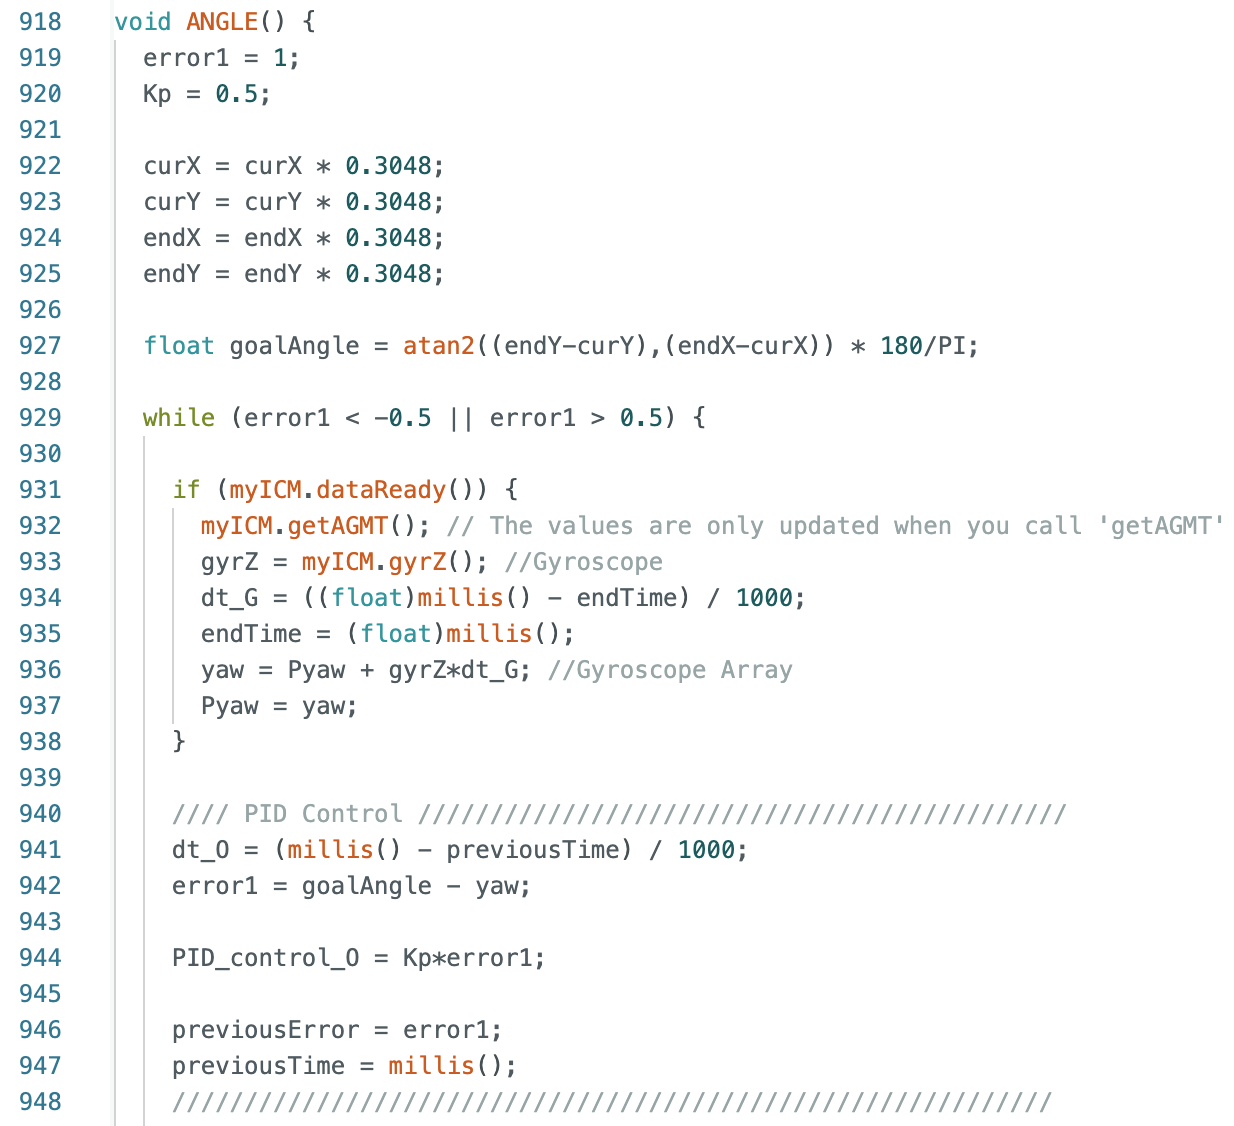 918 void ANGLE() {
919 error1 = 1;
920 Kp = 0.5;
921
922 curX = curX * 0.3048;
923 curY = curY * 0.3048;
924 endX = endX * 0.3048;
925 endY = endY * 0.3048;
926
927 float goalAngle = atan2((endY-curY),(endX-curX)) * 180/PI;
928
929 while (error1 < -0.5 || error1 > 0.5) {
930
931 if (myICM.dataReady()) {
932 myICM.getAGMT(); // The values are only updated when you call 'getAGMT'
933 gyrZ = myICM.gyrZ(); //Gyroscope
934 dt_G = ((float)millis() - endTime) / 1000;
935 endTime = (float)millis();
936 yaw = Pyaw + gyrZ*dt_G; //Gyroscope Array
937 Pyaw = yaw;
938 }
939
940 //// PID Control /////////////////////////////////////////////
941 dt_O = (millis() - previousTime) / 1000;
942 error1 = goalAngle - yaw;
943
944 PID_control_O = Kp*error1;
945
946 previousError = error1;
947 previousTime = millis();
948 /////////////////////////////////////////////////////////////